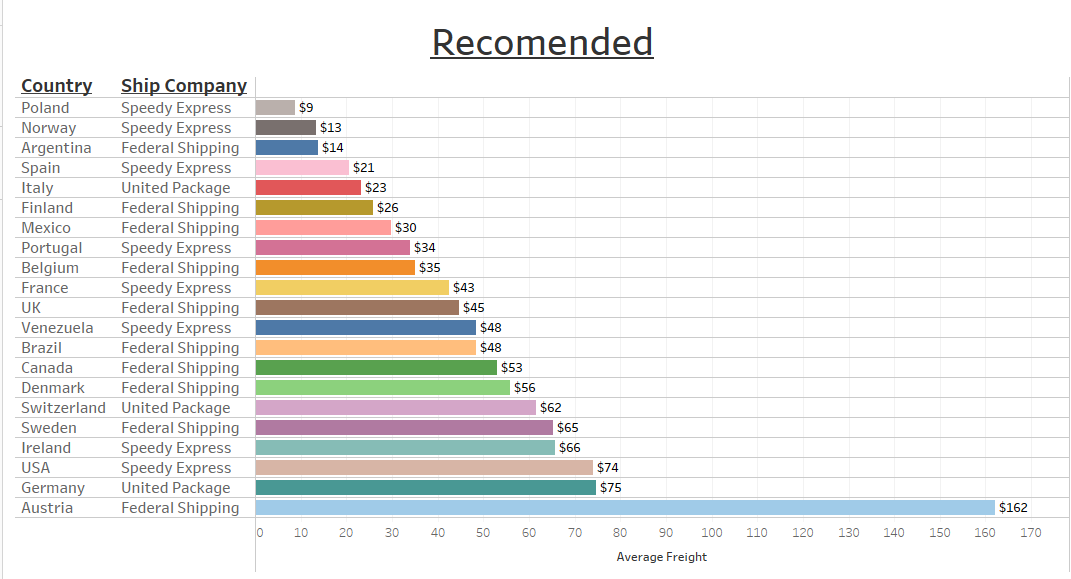 Recomended
Country Ship Company
Poland Speedy Express $9
Norway Speedy Express $13
Argentina Federal Shipping $14
Spain Speedy Express $21
Italy United Package $23
Finland Federal Shipping $26
Mexico Federal Shipping $30
Portugal Speedy Express $34
Belgium Federal Shipping $35
France Speedy Express $43
UK Federal Shipping $45
Venezuela Speedy Express $48
Brazil Federal Shipping $48
Canada Federal Shipping $53
Denmark Federal Shipping $56
Switzerland United Package $62
Sweden Federal Shipping $65
Ireland Speedy Express $66
USA Speedy Express $74
Germany United Package $75
Austria Federal Shipping $162
0 10 20 30 40 50 60 70 80 90 100 110 120 130 140 150 160 170
Average Freight